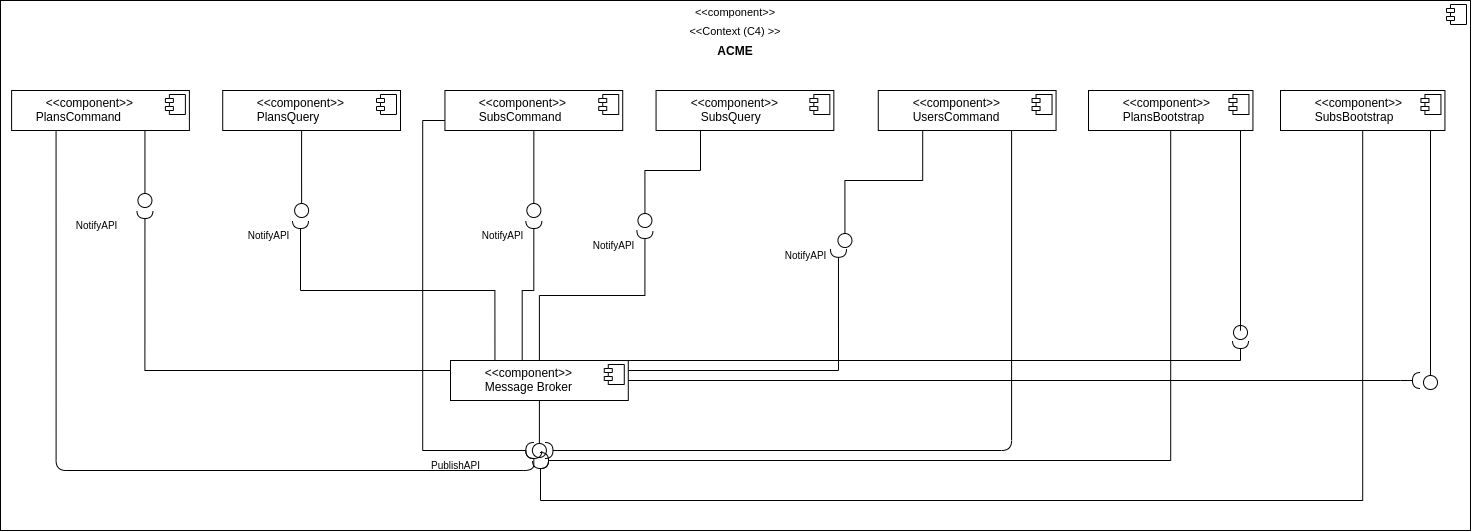 <<component>>
<<Context (C4) >>
ACME
<<component>>
PlansCommand
<<component>>
PlansQuery
<<component>>
SubsCommand
<<component>>
SubsQuery
<<component>>
UsersCommand
<<component>>
PlansBootstrap
<<component>>
SubsBootstrap
NotifyAPI
NotifyAPI
NotifyAPI
NotifyAPI
NotifyAPI
<<component>>
Message Broker
PublishAPI